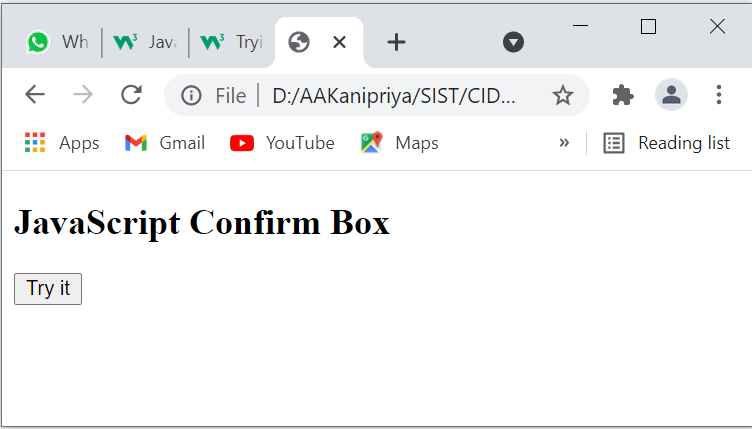 Wh Java Tryi
File D:/AAKanipriya/SIST/CID...
Apps Gmail YouTube Maps » Reading list
JavaScript Confirm Box
Try it